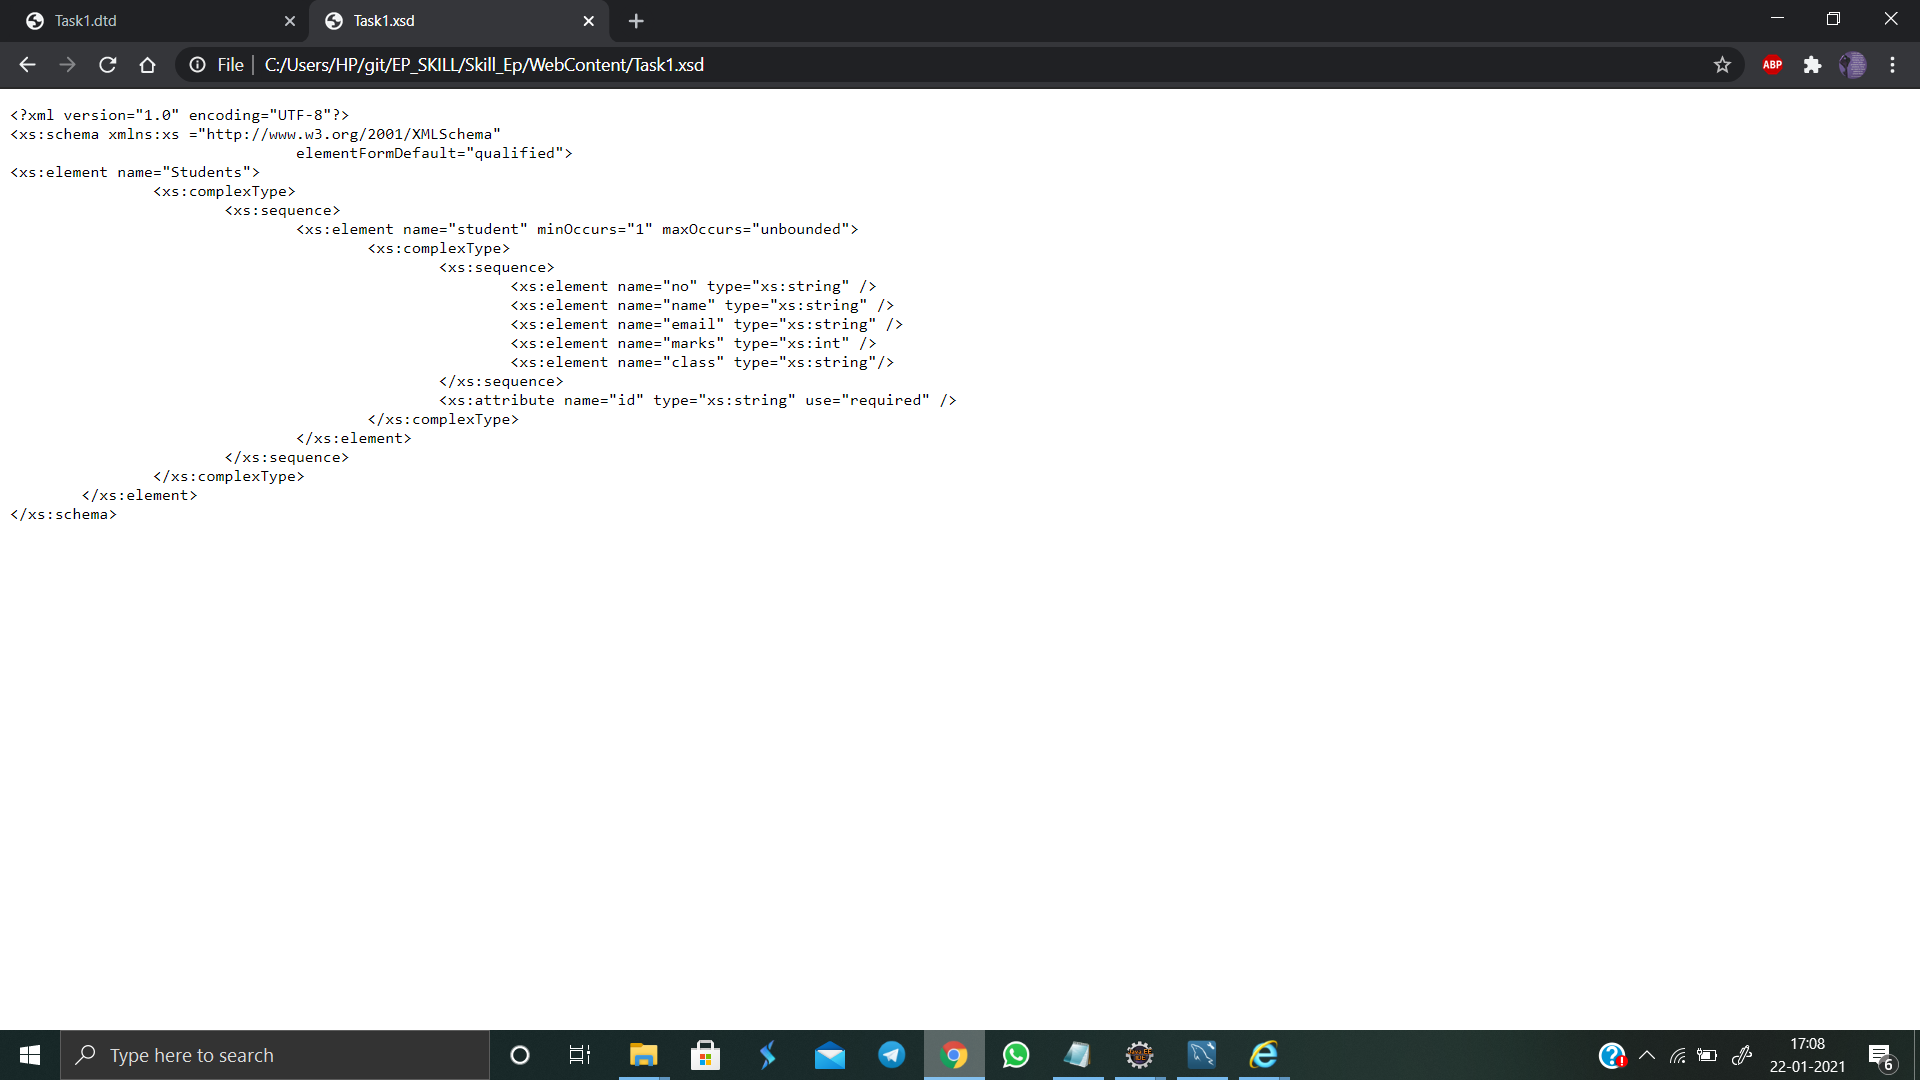 Task1.dtd
Task1.xsd
File
C:/Users/HP/git/EP_SKILL/Skill_Ep/WebContent/Task1.xsd
ABP
<?xml version="1.0" encoding="UTF-8"?>
<xs:schema xmlns:xs ="http://www.w3.org/2001/XMLSchema"
elementFormDefault="qualified">
<xs:element name="Students">
<xs:complexType>
<xs:sequence>
<xs:element name="student" minOccurs="1" maxOccurs="unbounded">
<xs:complexType>
<xs:sequence>
<xs:element name="no" type="xs:string" />
<xs:element name="name" type="xs:string" />
<xs:element name="email" type="xs:string" />
<xs:element name="marks" type="xs:int" />
<xs:element name="class" type="xs:string"/>
</xs:sequence>
<xs:attribute name="id" type="xs:string" use="required" />
</xs:complexType>
</xs:element>
</xs:sequence>
</xs:complexType>
</xs:element>
</xs:schema>
Type here to search
17:08
22-01-2021
6